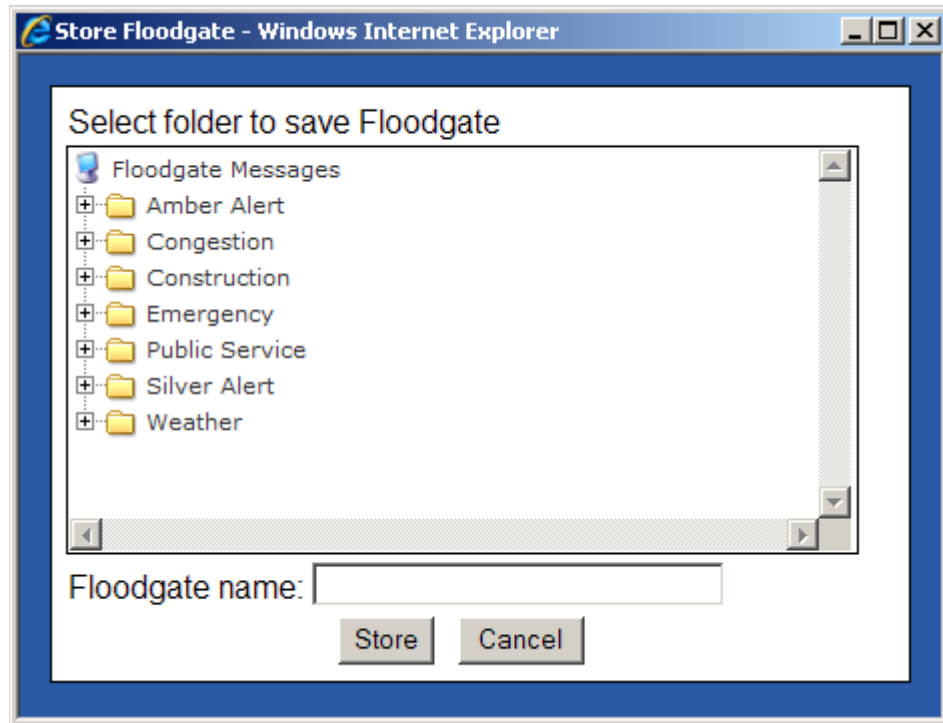 Store Floodgate - Windows Internet Explorer
Select folder to save Floodgate
Floodgate Messages
Amber Alert
Congestion
Construction
Emergency
Public Service
Silver Alert
Weather
Floodgate name:
Store Cancel